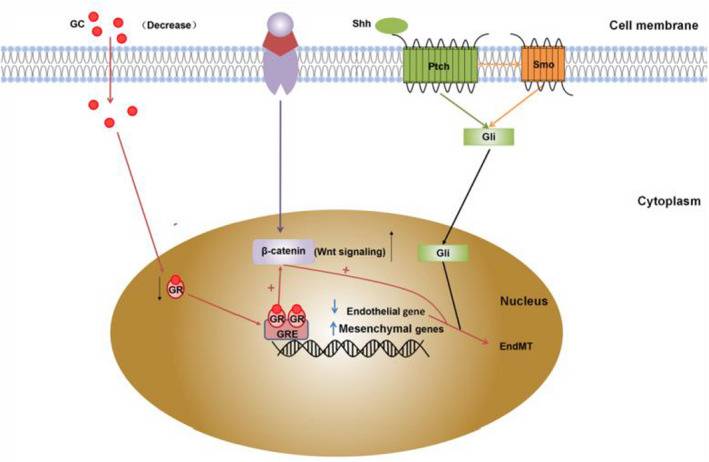 GC (Decrease)
Shh
Cell membrane
Ptch
Smo
Gli
Cytoplasm
β-catenin (Wnt signaling)
Gli
GR
+
+
Nucleus
GR GR
GRE
Endothelial gene
Mesenchymal genes
EndMT